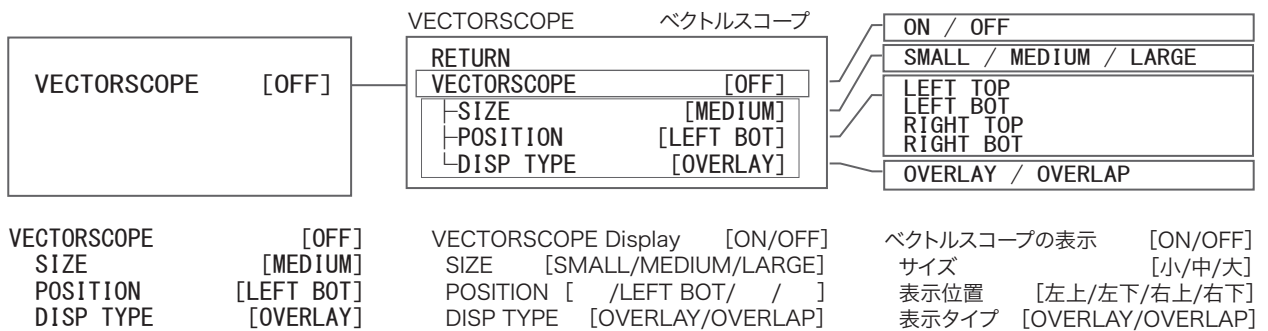 VECTORSCOPE ベクトルスコープ
VECTORSCOPE [OFF]
RETURN
VECTORSCOPE [OFF]
├SIZE [MEDIUM]
├POSITION [LEFT BOT]
└DISP TYPE [OVERLAY]
ON / OFF
SMALL / MEDIUM / LARGE
LEFT TOP
LEFT BOT
RIGHT TOP
RIGHT BOT
OVERLAY / OVERLAP
VECTORSCOPE [OFF]
SIZE [MEDIUM]
POSITION [LEFT BOT]
DISP TYPE [OVERLAY]
VECTORSCOPE Display [ON/OFF]
SIZE [SMALL/MEDIUM/LARGE]
POSITION [ /LEFT BOT/ / ]
DISP TYPE [OVERLAY/OVERLAP]
ベクトルスコープの表示 [ON/OFF]
サイズ [小/中/大]
表示位置 [左上/左下/右上/右下]
表示タイプ [OVERLAY/OVERLAP]